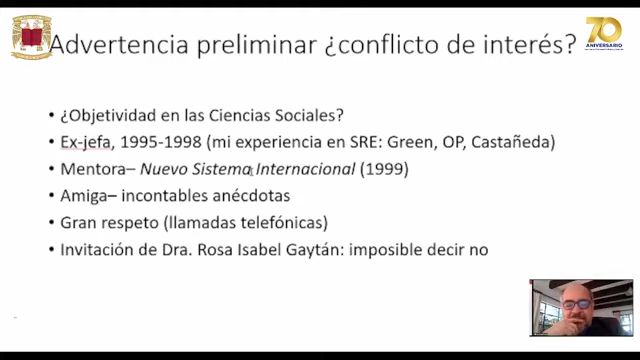 70
ANIVERSARIO
Advertencia preliminar ¿conflicto de interés?
• ¿Objetividad en las Ciencias Sociales?
• Ex-jefa, 1995-1998 (mi experiencia en SRE: Green, OP, Castañeda)
• Mentora– Nuevo Sistema Internacional (1999)
• Amiga– incontables anécdotas
• Gran respeto (llamadas telefónicas)
• Invitación de Dra. Rosa Isabel Gaytán: imposible decir no